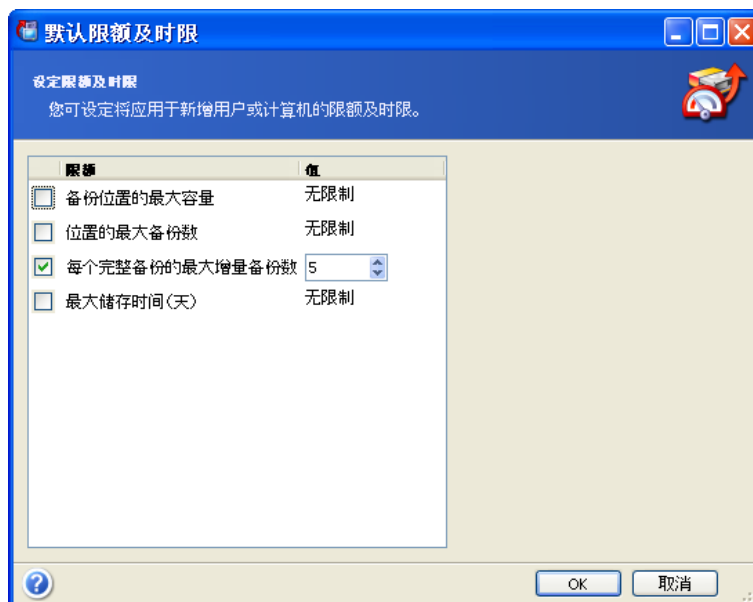 默认限额及时限
设定限额及时限
您可设定将应用于新增用户或计算机的限额及时限。
限额 值
备份位置的最大容量 无限制
位置的最大备份数 无限制
每个完整备份的最大增量备份数 5
最大储存时间(天) 无限制
OK 取消